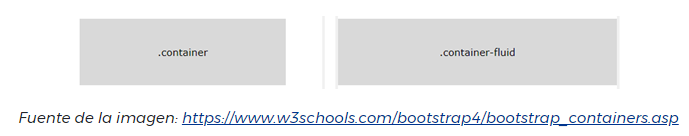 .container
.container-fluid
Fuente de la imagen: https://www.w3schools.com/bootstrap4/bootstrap_containers.asp